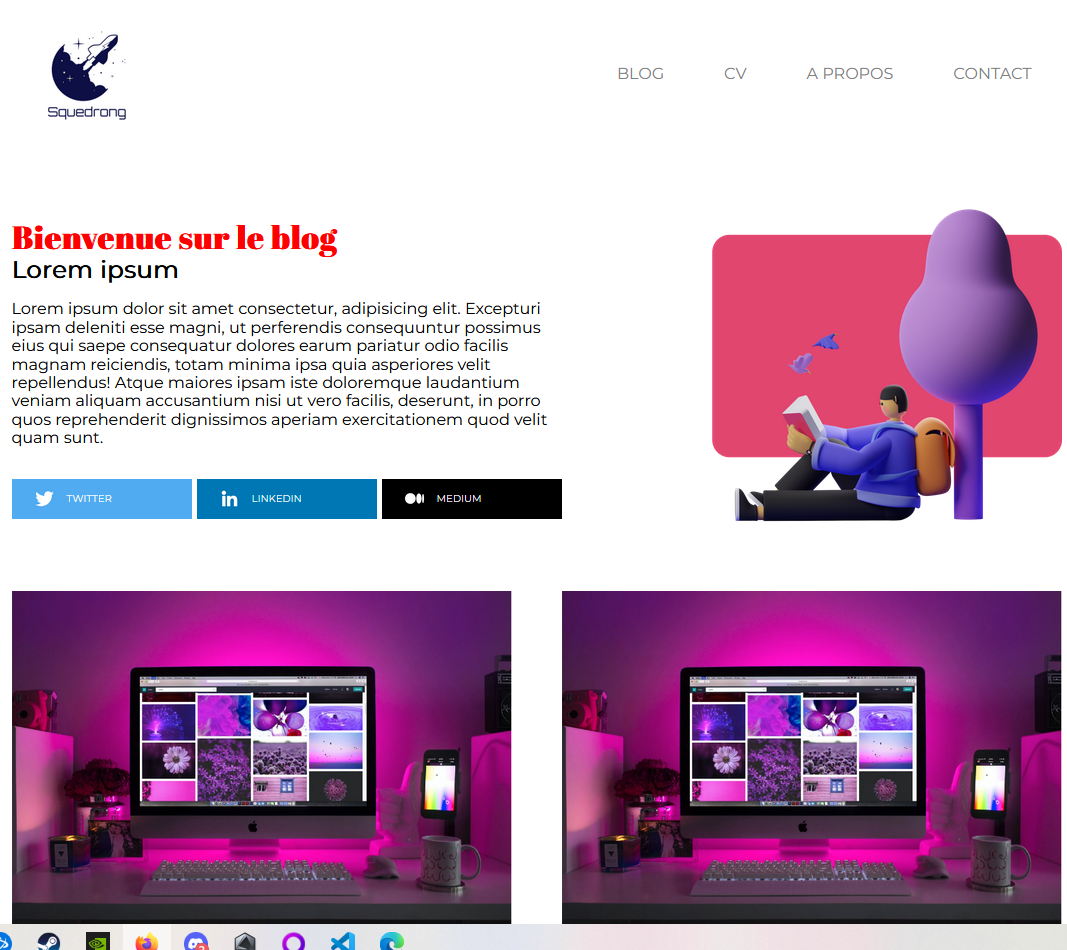 Squedrong
BLOG CV A PROPOS CONTACT
Bienvenue sur le blog
Lorem ipsum
Lorem ipsum dolor sit amet consectetur, adipisicing elit. Excepturi
ipsam deleniti esse magni, ut perferendis consequuntur possimus
eius qui saepe consequatur dolores earum pariatur odio facilis
magnam reiciendis, totam minima ipsa quia asperiores velit
repellendus! Atque maiores ipsam iste doloremque laudantium
veniam aliquam accusantium nisi ut vero facilis, deserunt, in porro
quos reprehenderit dignissimos aperiam exercitationem quod velit
quam sunt.
TWITTER LINKEDIN MEDIUM